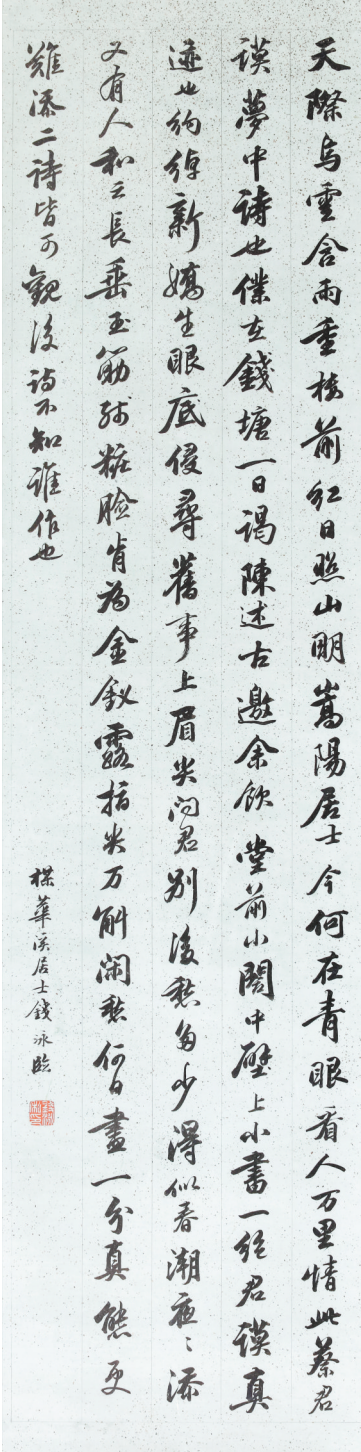 天際烏雲含雨重樓前紅日照山明嵩陽居士今何在青眼看人万里情此蔡君
謨夢中詩也僕在錢塘一日謁陳述古邀余飲堂前小閣中壁上小書一絕君謨真
迹也約綽新嬌生眼底侵尋舊事上眉尖问君別後愁多少得似春潮夜〻添
又有人和云長垂玉筋殘粧臉肯為金釵露指尖万斛闲愁何日盡一分真態更
難添二詩皆可觀後詩不知誰作也
楳華溪居士錢泳臨